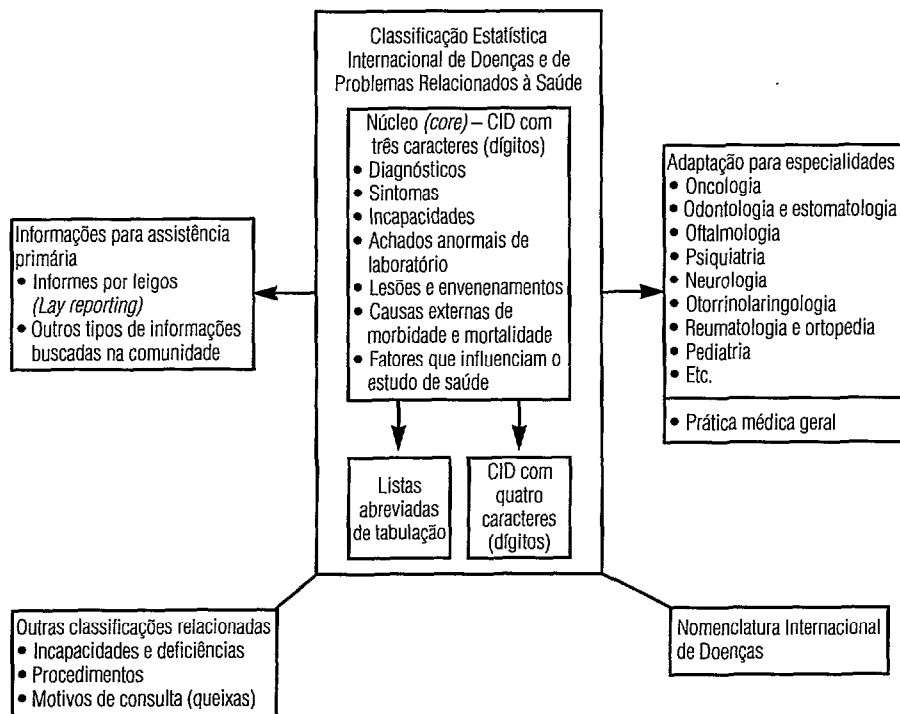 Classificação Estatística
Internacional de Doenças e de
Problemas Relacionados à Saúde
Núcleo (core) – CID com
três caracteres (dígitos)
• Diagnósticos
• Sintomas
• Incapacidades
• Achados anormais de
laboratório
• Lesões e envenenamentos
• Causas externas de
morbidade e mortalidade
• Fatores que influenciam o
estudo de saúde
Listas
abreviadas
de tabulação
CID com
quatro
caracteres
(dígitos)
Informações para assistência
primária
• Informes por leigos
(Lay reporting)
• Outros tipos de informações
buscadas na comunidade
Adaptação para especialidades
• Oncologia
• Odontologia e estomatologia
• Oftalmologia
• Psiquiatria
• Neurologia
• Otorrinolaringologia
• Reumatologia e ortopedia
• Pediatria
• Etc.
• Prática médica geral
Outras classificações relacionadas
• Incapacidades e deficiências
• Procedimentos
• Motivos de consulta (queixas)
Nomenclatura Internacional
de Doenças